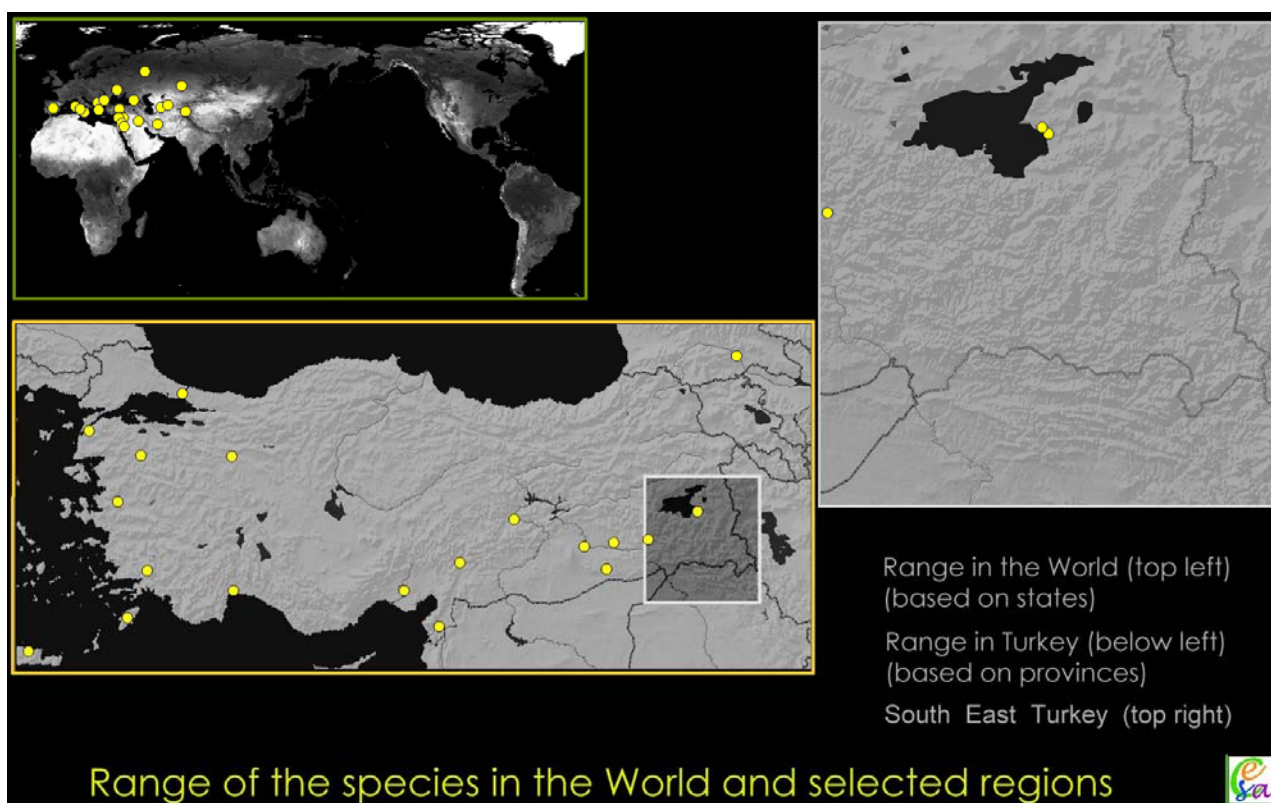 Range in the World (top left)
(based on states)
Range in Turkey (below left)
(based on provinces)
South East Turkey (top right)
Range of the species in the World and selected regions
esa